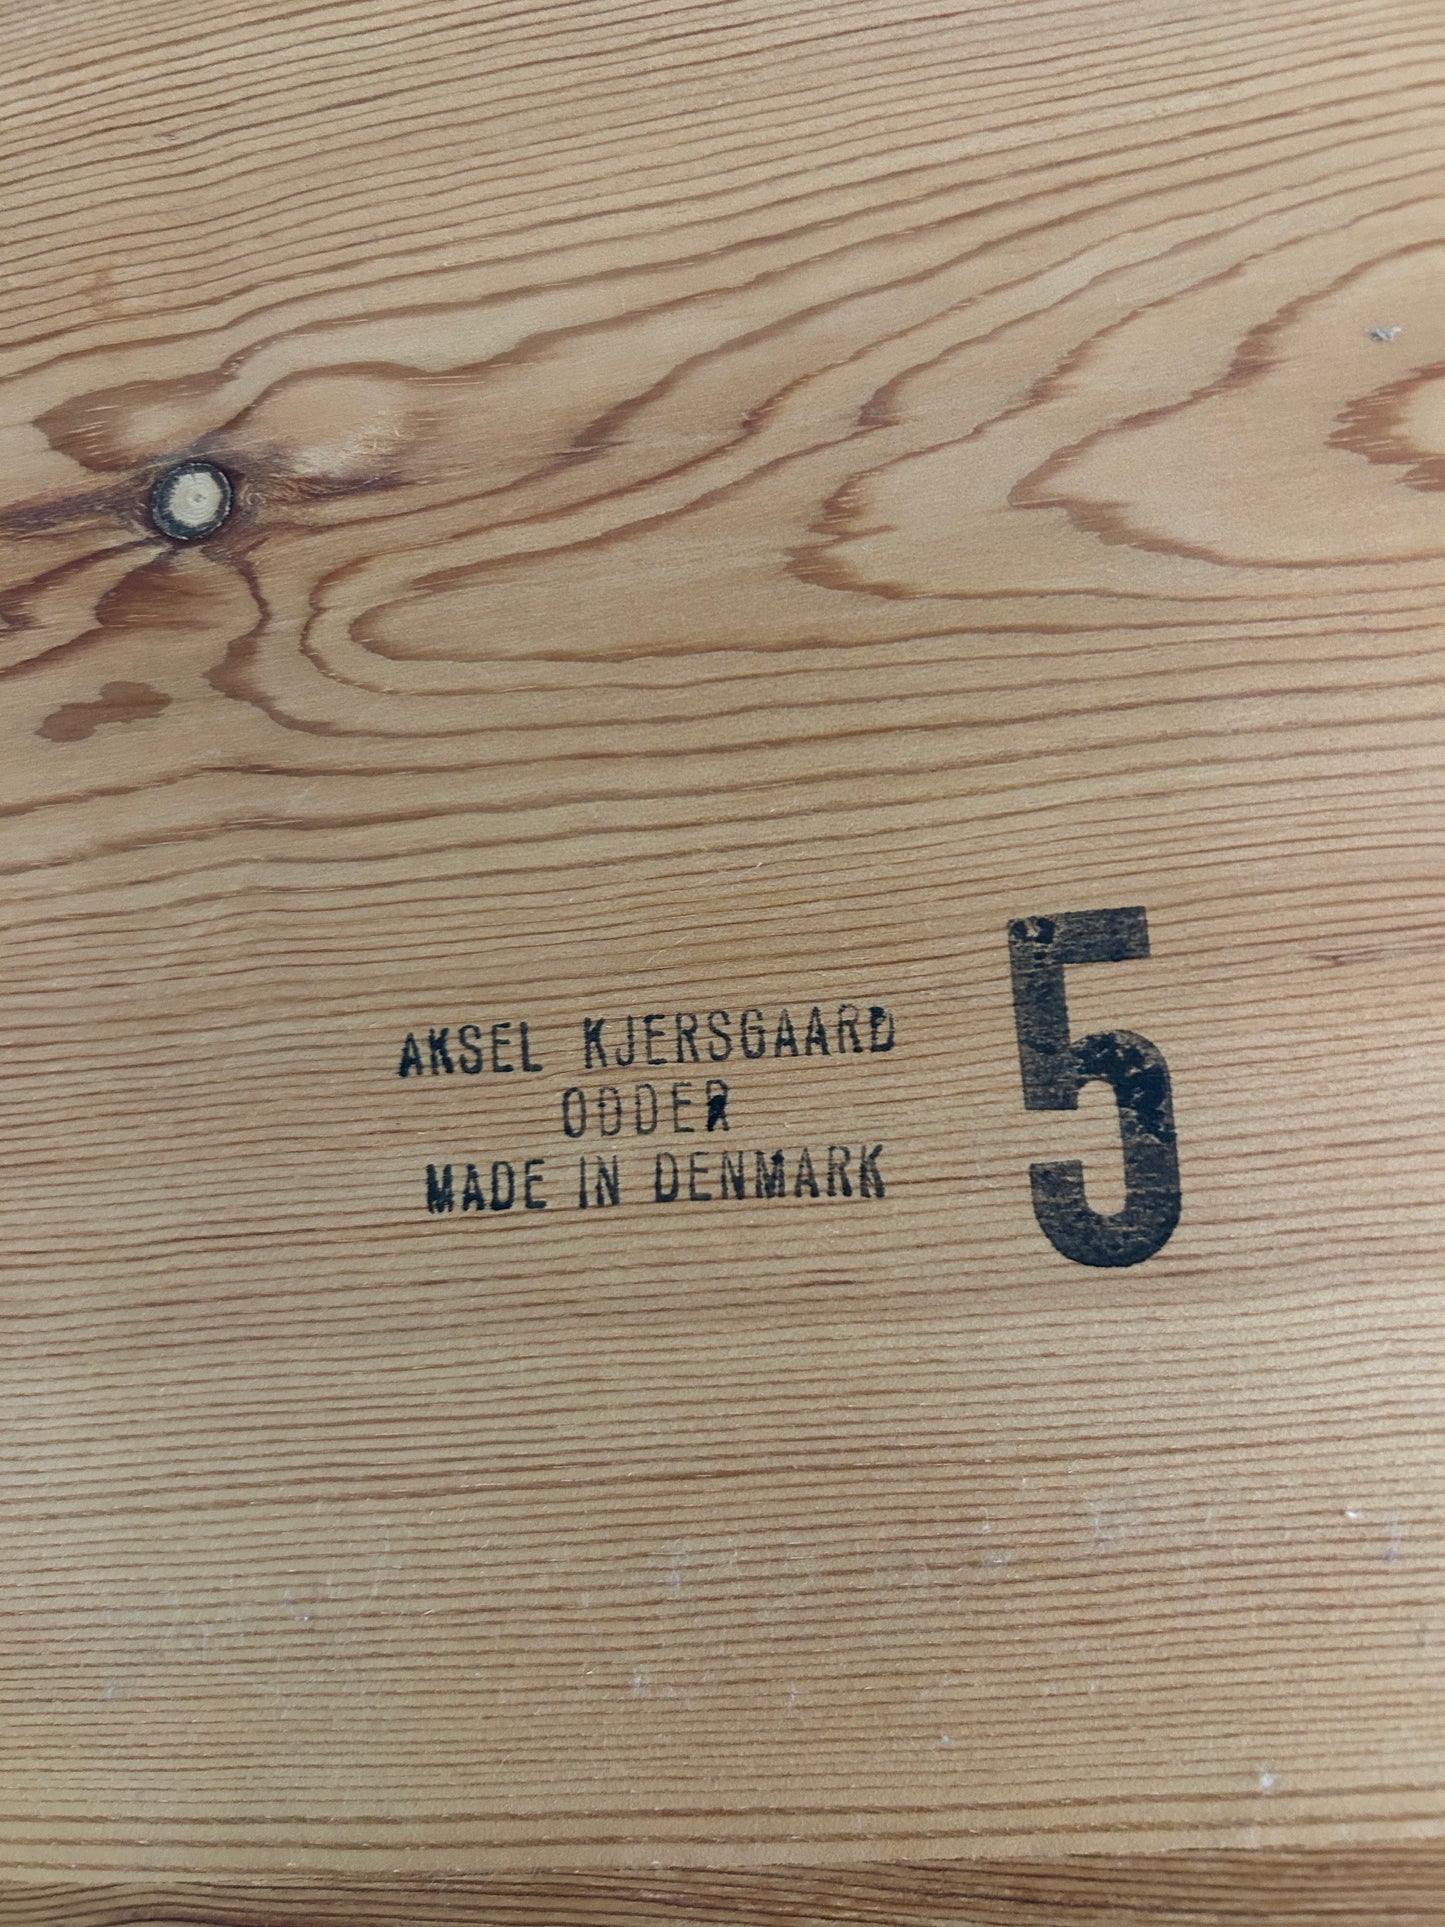 AKSEL KJERSGAARD
ODDER
MADE IN DENMARK
5